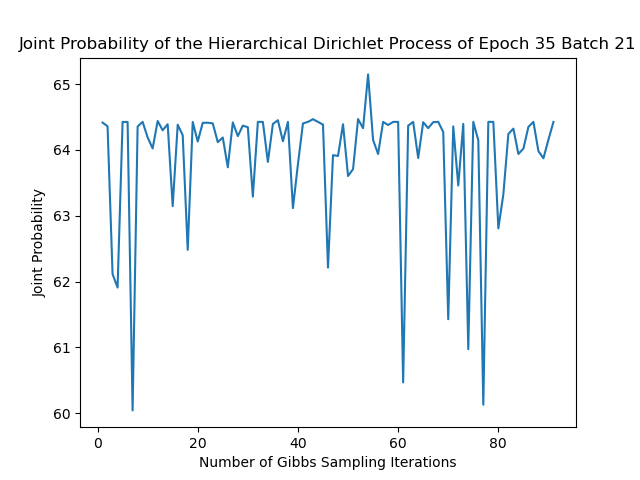 Joint Probability of the Hierarchical Dirichlet Process of Epoch 35 Batch 21
65
64
63
62
61
60
Joint Probability
0 20 40 60 80
Number of Gibbs Sampling Iterations